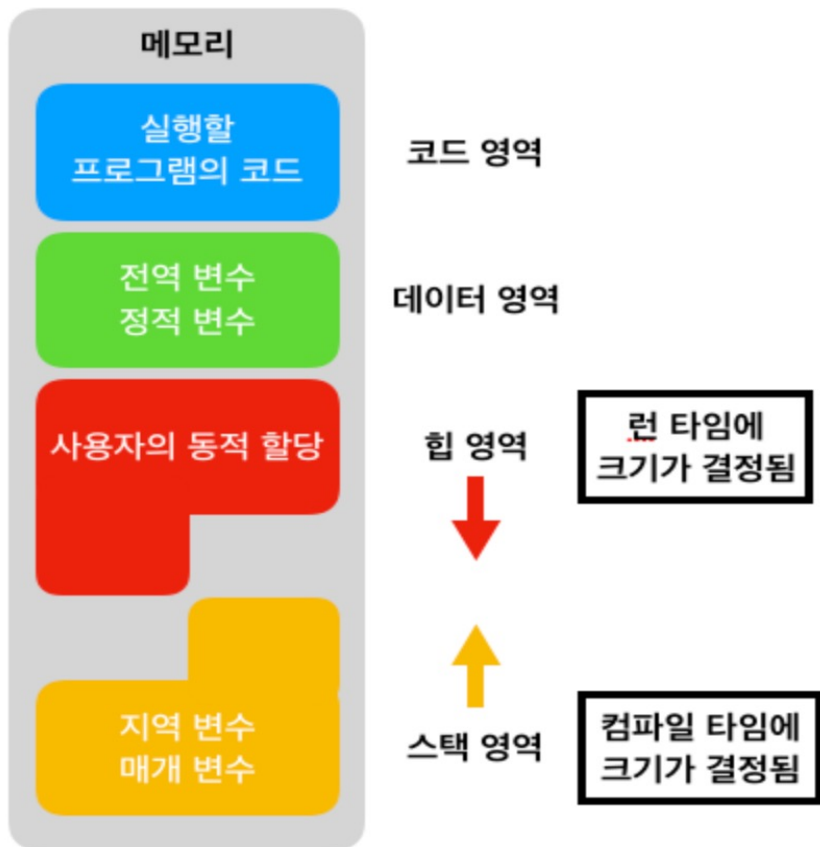 메모리
실행할
프로그램의 코드
코드 영역
전역 변수
정적 변수
데이터 영역
사용자의 동적 할당
힙 영역
런 타임에
크기가 결정됨
지역 변수
매개 변수
스택 영역
컴파일 타임에
크기가 결정됨